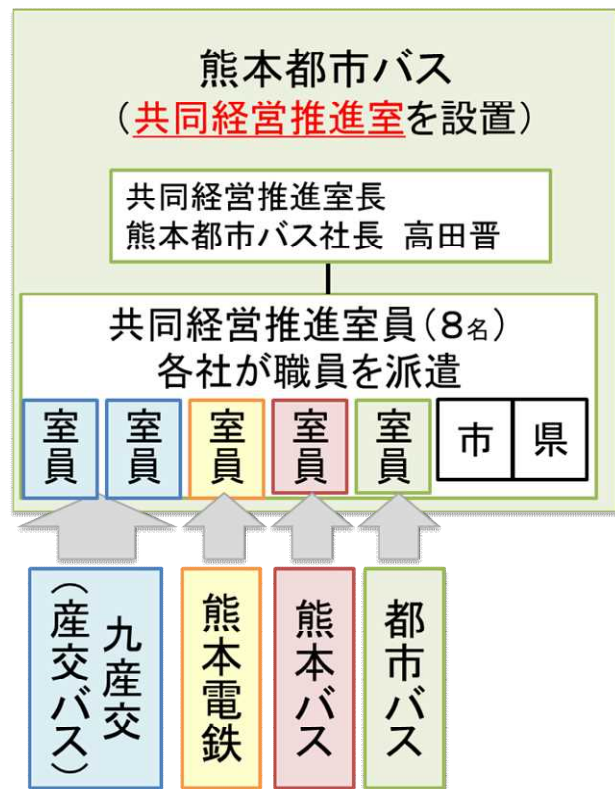 熊本都市バス
（共同経営推進室を設置）
共同経営推進室長
熊本都市バス社長 高田晋
共同経営推進室員（８名）
各社が職員を派遣
室員
室員
室員
室員
室員
市
県
九産交
（産交バス）
熊本電鉄
熊本バス
都市バス